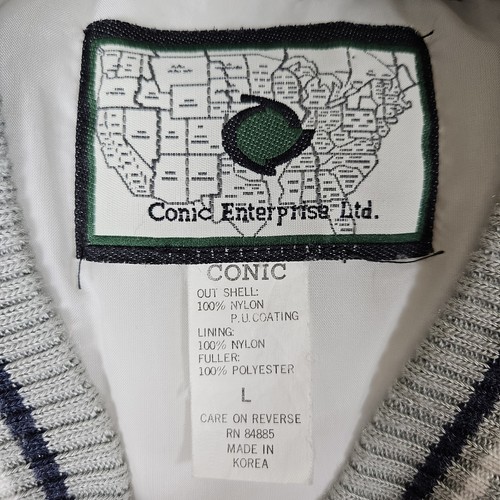 Conic Enterprise Ltd.
CONIC
OUT SHELL:
100% NYLON
P.U.COATING
LINING:
100% NYLON
FULLER:
100% POLYESTER
L
CARE ON REVERSE
RN 84885
MADE IN
KOREA